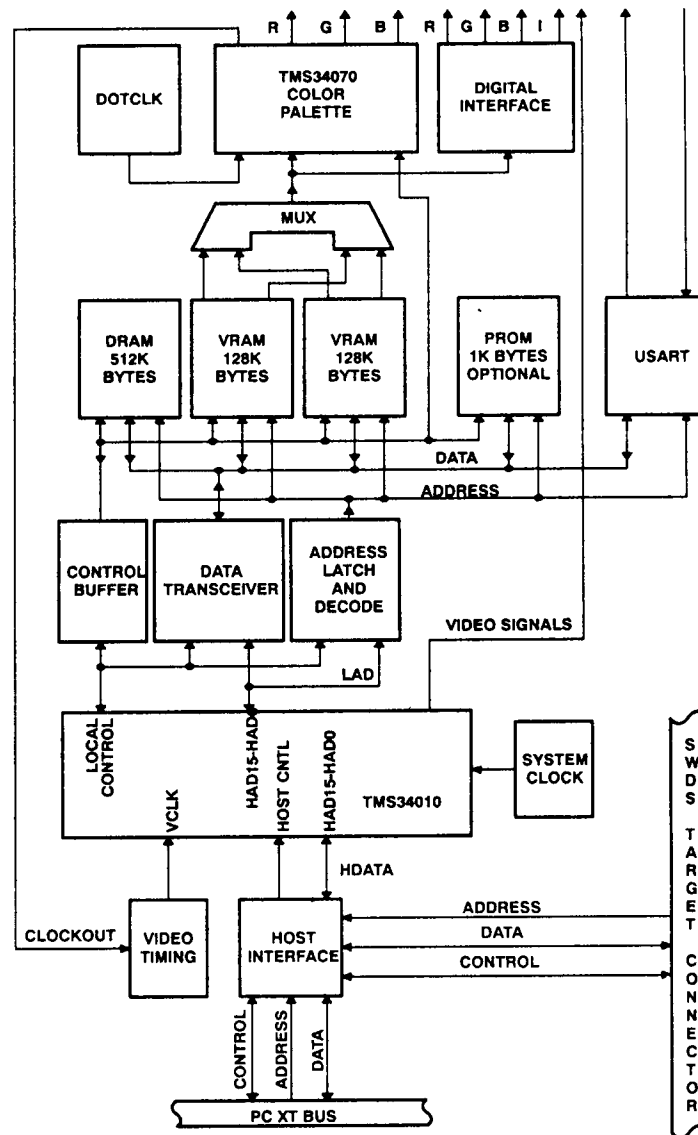 R G B R G B I
DOTCLK
TMS34070
COLOR
PALETTE
DIGITAL
INTERFACE
MUX
DRAM
512K
BYTES
VRAM
128K
BYTES
VRAM
128K
BYTES
PROM
1K BYTES
OPTIONAL
USART
DATA
ADDRESS
CONTROL
BUFFER
DATA
TRANSCEIVER
ADDRESS
LATCH
AND
DECODE
VIDEO SIGNALS
LAD
LOCAL
CONTROL
VCLK
HAD15-HAD
HOST CNTL
HAD15-HAD0
TMS34010
SYSTEM
CLOCK
HDATA
CLOCKOUT
VIDEO
TIMING
HOST
INTERFACE
ADDRESS
DATA
CONTROL
CONTROL
ADDRESS
DATA
PC XT BUS
SWDS TARGET CONNECTOR